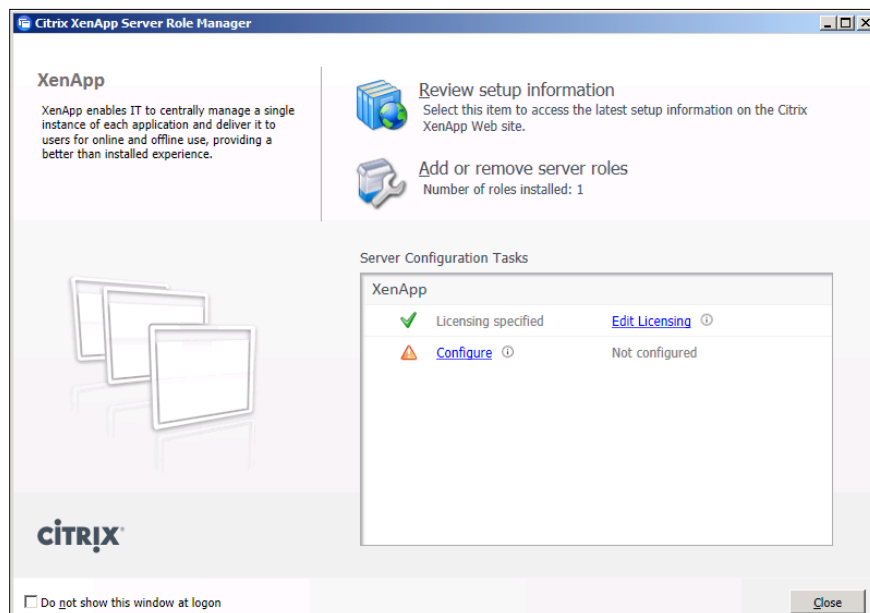 Citrix XenApp Server Role Manager
XenApp
XenApp enables IT to centrally manage a single
instance of each application and deliver it to
users for online and offline use, providing a
better than installed experience.
Review setup information
Select this item to access the latest setup information on the Citrix
XenApp Web site.
Add or remove server roles
Number of roles installed: 1
Server Configuration Tasks
XenApp
Licensing specified Edit Licensing
Configure Not configured
CİTRIX
Do not show this window at logon
Close